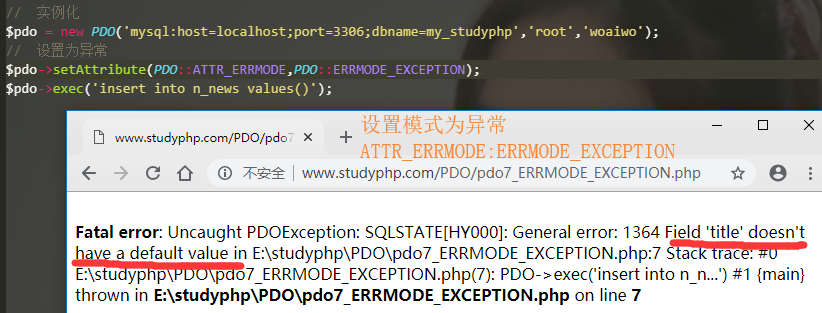 //  实例化
$pdo = new PDO('mysql:host=localhost;port=3306;dbname=my_studyphp','root','woaiwo');
//  设置为异常
$pdo->setAttribute(PDO::ATTR_ERRMODE,PDO::ERRMODE_EXCEPTION);
$pdo->exec('insert into n_news values()');
www.studyphp.com/PDO/pdo7
设置模式为异常
ATTR_ERRMODE:ERRMODE_EXCEPTION
不安全 | www.studyphp.com/PDO/pdo7_ERRMODE_EXCEPTION.php
Fatal error: Uncaught PDOException: SQLSTATE[HY000]: General error: 1364 Field 'title' doesn't
have a default value in E:\studyphp\PDO\pdo7_ERRMODE_EXCEPTION.php:7 Stack trace: #0
E:\studyphp\PDO\pdo7_ERRMODE_EXCEPTION.php(7): PDO->exec('insert into n_n...') #1 {main}
thrown in E:\studyphp\PDO\pdo7_ERRMODE_EXCEPTION.php on line 7